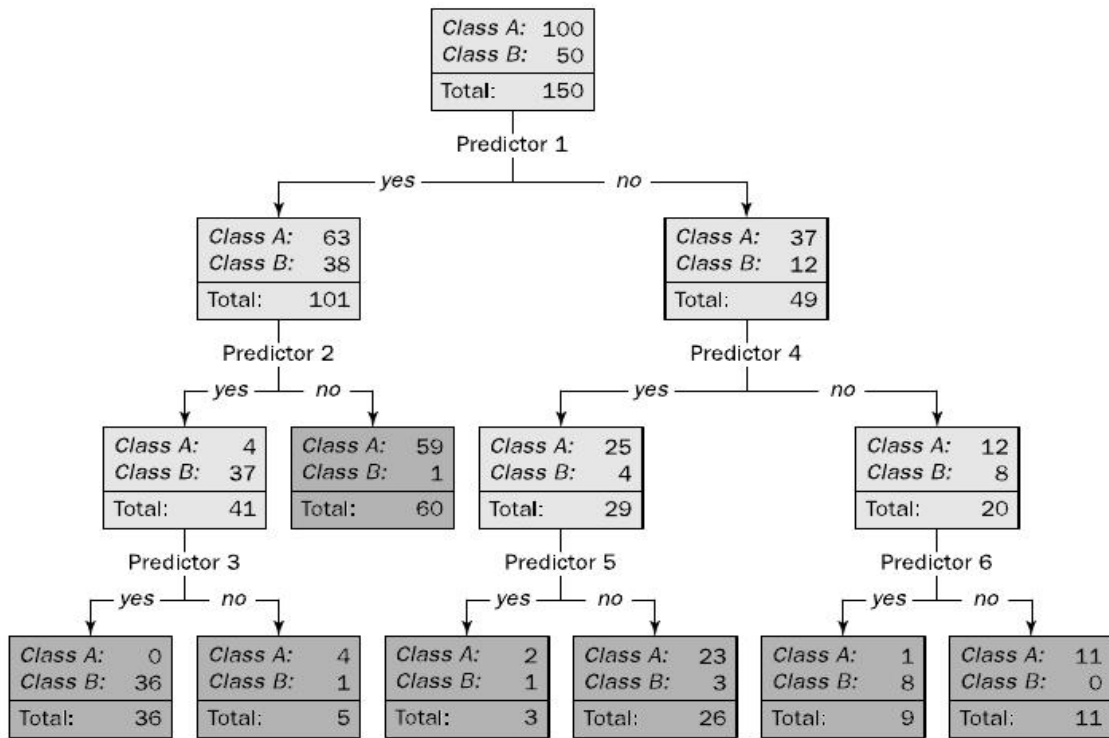 Class A: 100
Class B: 50
Total: 150
Predictor 1
yes no
Class A: 63
Class B: 38
Total: 101
Class A: 37
Class B: 12
Total: 49
Predictor 2
Predictor 4
yes no
yes no
Class A: 4
Class B: 37
Total: 41
Class A: 59
Class B: 1
Total: 60
Class A: 25
Class B: 4
Total: 29
Class A: 12
Class B: 8
Total: 20
Predictor 3
Predictor 5
Predictor 6
yes no
yes no
yes no
Class A: 0
Class B: 36
Total: 36
Class A: 4
Class B: 1
Total: 5
Class A: 2
Class B: 1
Total: 3
Class A: 23
Class B: 3
Total: 26
Class A: 1
Class B: 8
Total: 9
Class A: 11
Class B: 0
Total: 11